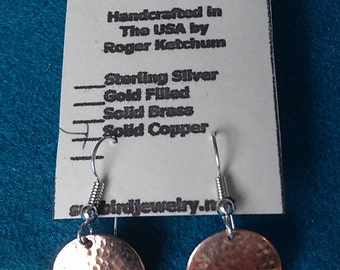 Handcrafted In
The USA by
Roger Ketchum
Sterling Silver
Gold Filled
Solid Brass
Solid Copper